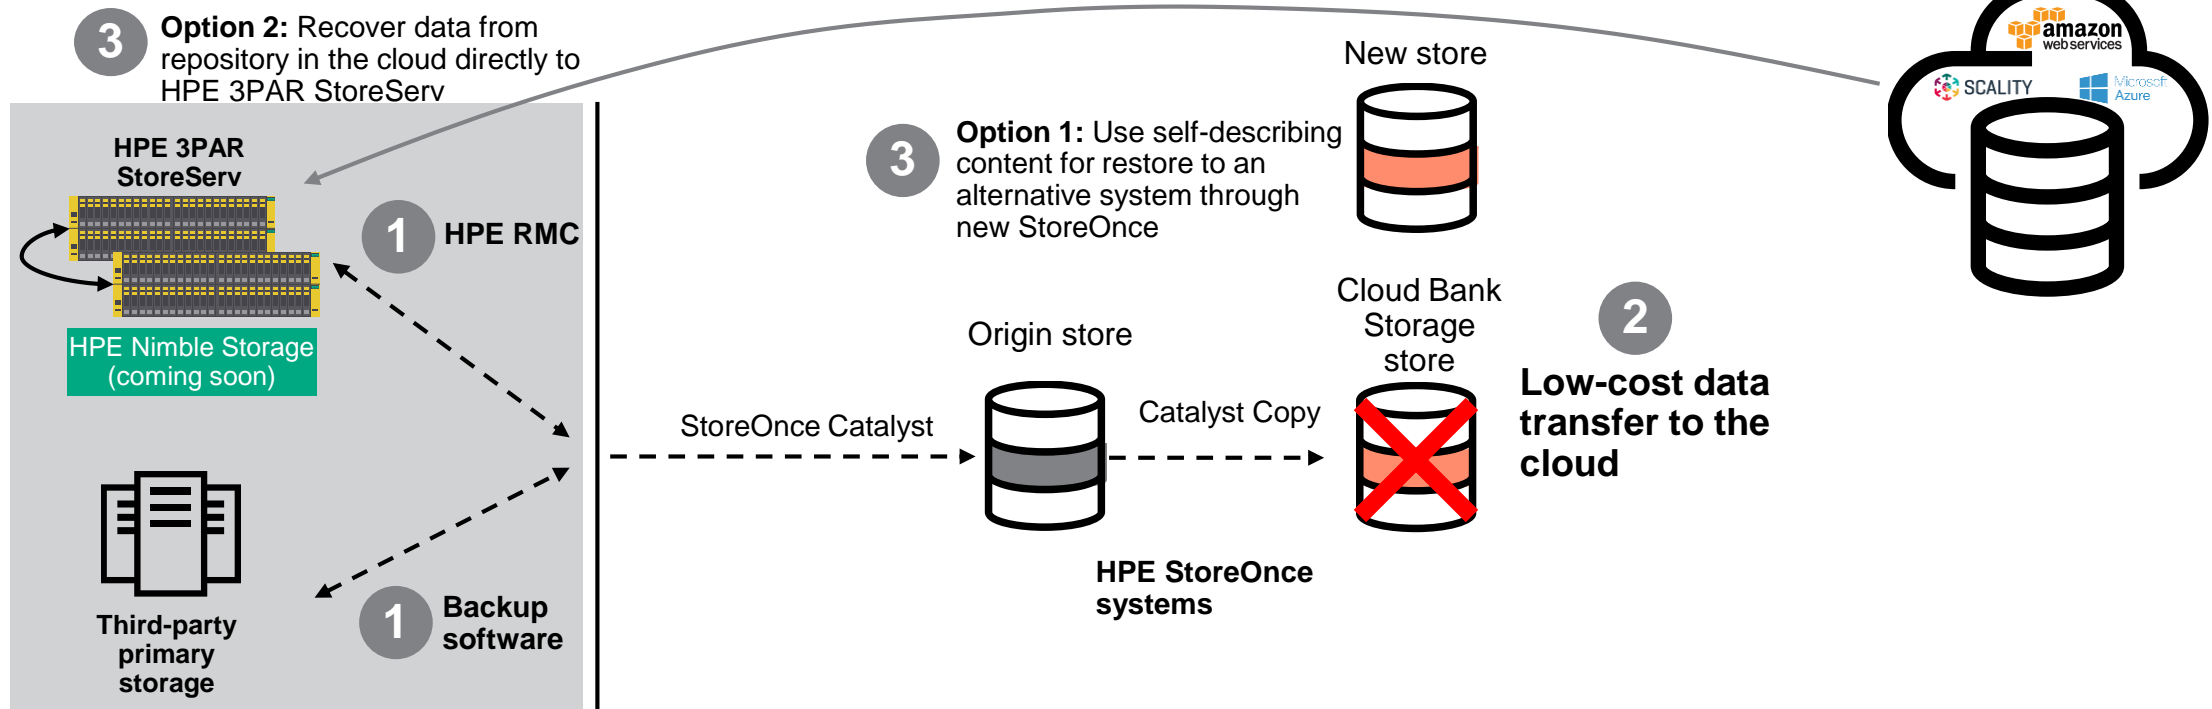 3
Option 2: Recover data from
repository in the cloud directly to
HPE 3PAR StoreServ
HPE 3PAR
StoreServ
1
HPE RMC
HPE Nimble Storage
(coming soon)
Third-party
primary
storage
1
Backup
software
StoreOnce Catalyst
Origin store
Catalyst Copy
3
Option 1: Use self-describing
content for restore to an
alternative system through
new StoreOnce
New store
Cloud Bank
Storage
store
HPE StoreOnce
systems
2
Low-cost data
transfer to the
cloud
amazon
webservices
SCALITY
Microsoft
Azure